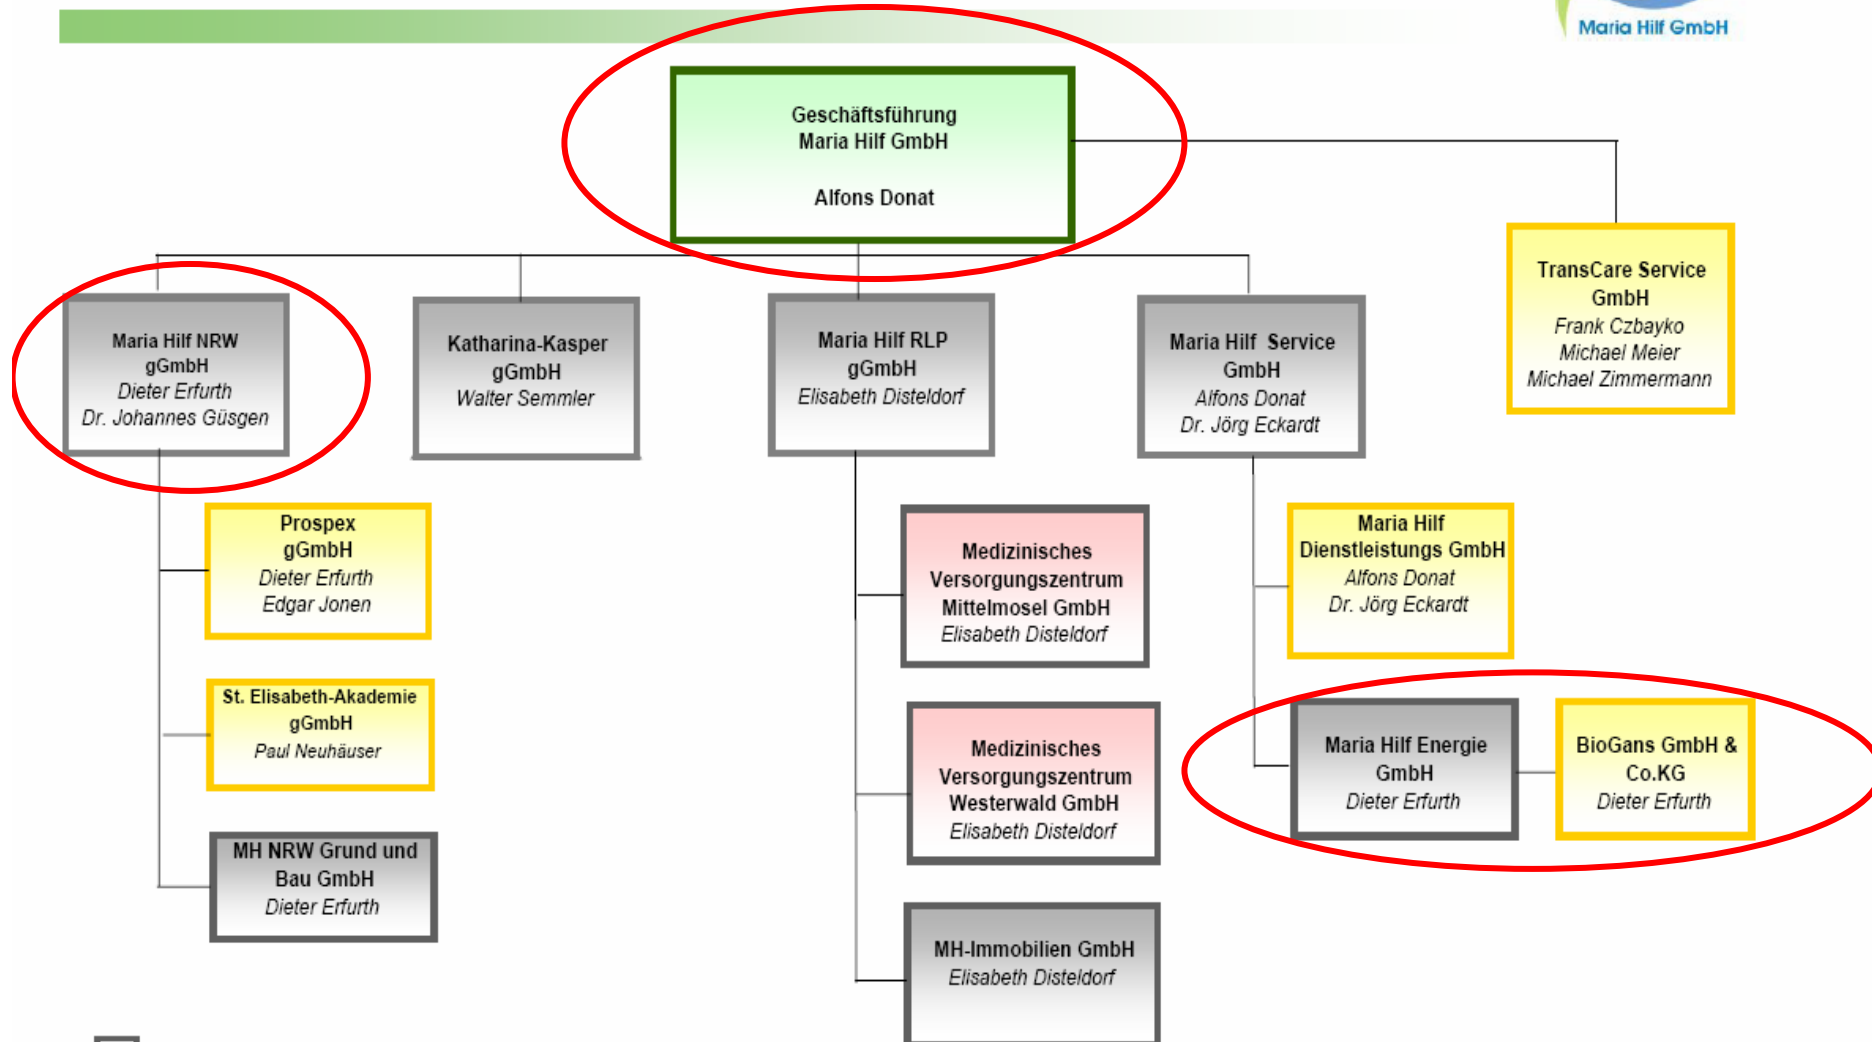 Maria Hilf GmbH
Geschäftsführung
Maria Hilf GmbH
Alfons Donat
TransCare Service
GmbH
Frank Czbayko
Michael Meier
Michael Zimmermann
Maria Hilf NRW
gGmbH
Dieter Erfurth
Dr. Johannes Güsgen
Katharina-Kasper
gGmbH
Walter Semmler
Maria Hilf RLP
gGmbH
Elisabeth Disteldorf
Maria Hilf Service
GmbH
Alfons Donat
Dr. Jörg Eckardt
Prospex
gGmbH
Dieter Erfurth
Edgar Jonen
St. Elisabeth-Akademie
gGmbH
Paul Neuhäuser
MH NRW Grund und
Bau GmbH
Dieter Erfurth
Medizinisches
Versorgungszentrum
Mittelmosel GmbH
Elisabeth Disteldorf
Medizinisches
Versorgungszentrum
Westerwald GmbH
Elisabeth Disteldorf
MH-Immobilien GmbH
Elisabeth Disteldorf
Maria Hilf
Dienstleistungs GmbH
Alfons Donat
Dr. Jörg Eckardt
Maria Hilf Energie
GmbH
Dieter Erfurth
BioGans GmbH &
Co.KG
Dieter Erfurth